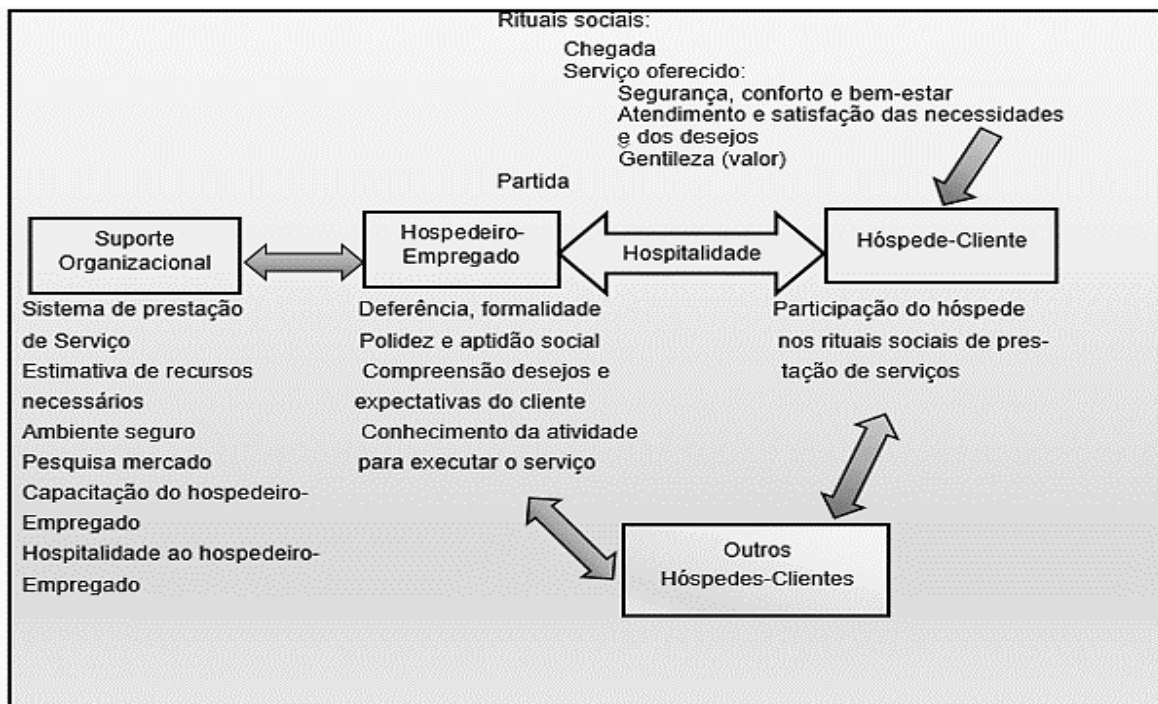 Rituais sociais:
Chegada
Serviço oferecido:
Segurança, conforto e bem-estar
Atendimento e satisfação das necessidades
e dos desejos
Gentileza (valor)
Partida
Suporte
Organizacional
Hospedeiro-
Empregado
Hospitalidade
Hóspede-Cliente
Sistema de prestação
de Serviço
Estimativa de recursos
necessários
Ambiente seguro
Pesquisa mercado
Capacitação do hospedeiro-
Empregado
Hospitalidade ao hospedeiro-
Empregado
Deferência, formalidade
Polidez e aptidão social
Compreensão desejos e
expectativas do cliente
Conhecimento da atividade
para executar o serviço
Participação do hóspede
nos rituais sociais de pres-
tação de serviços
Outros
Hóspedes-Clientes